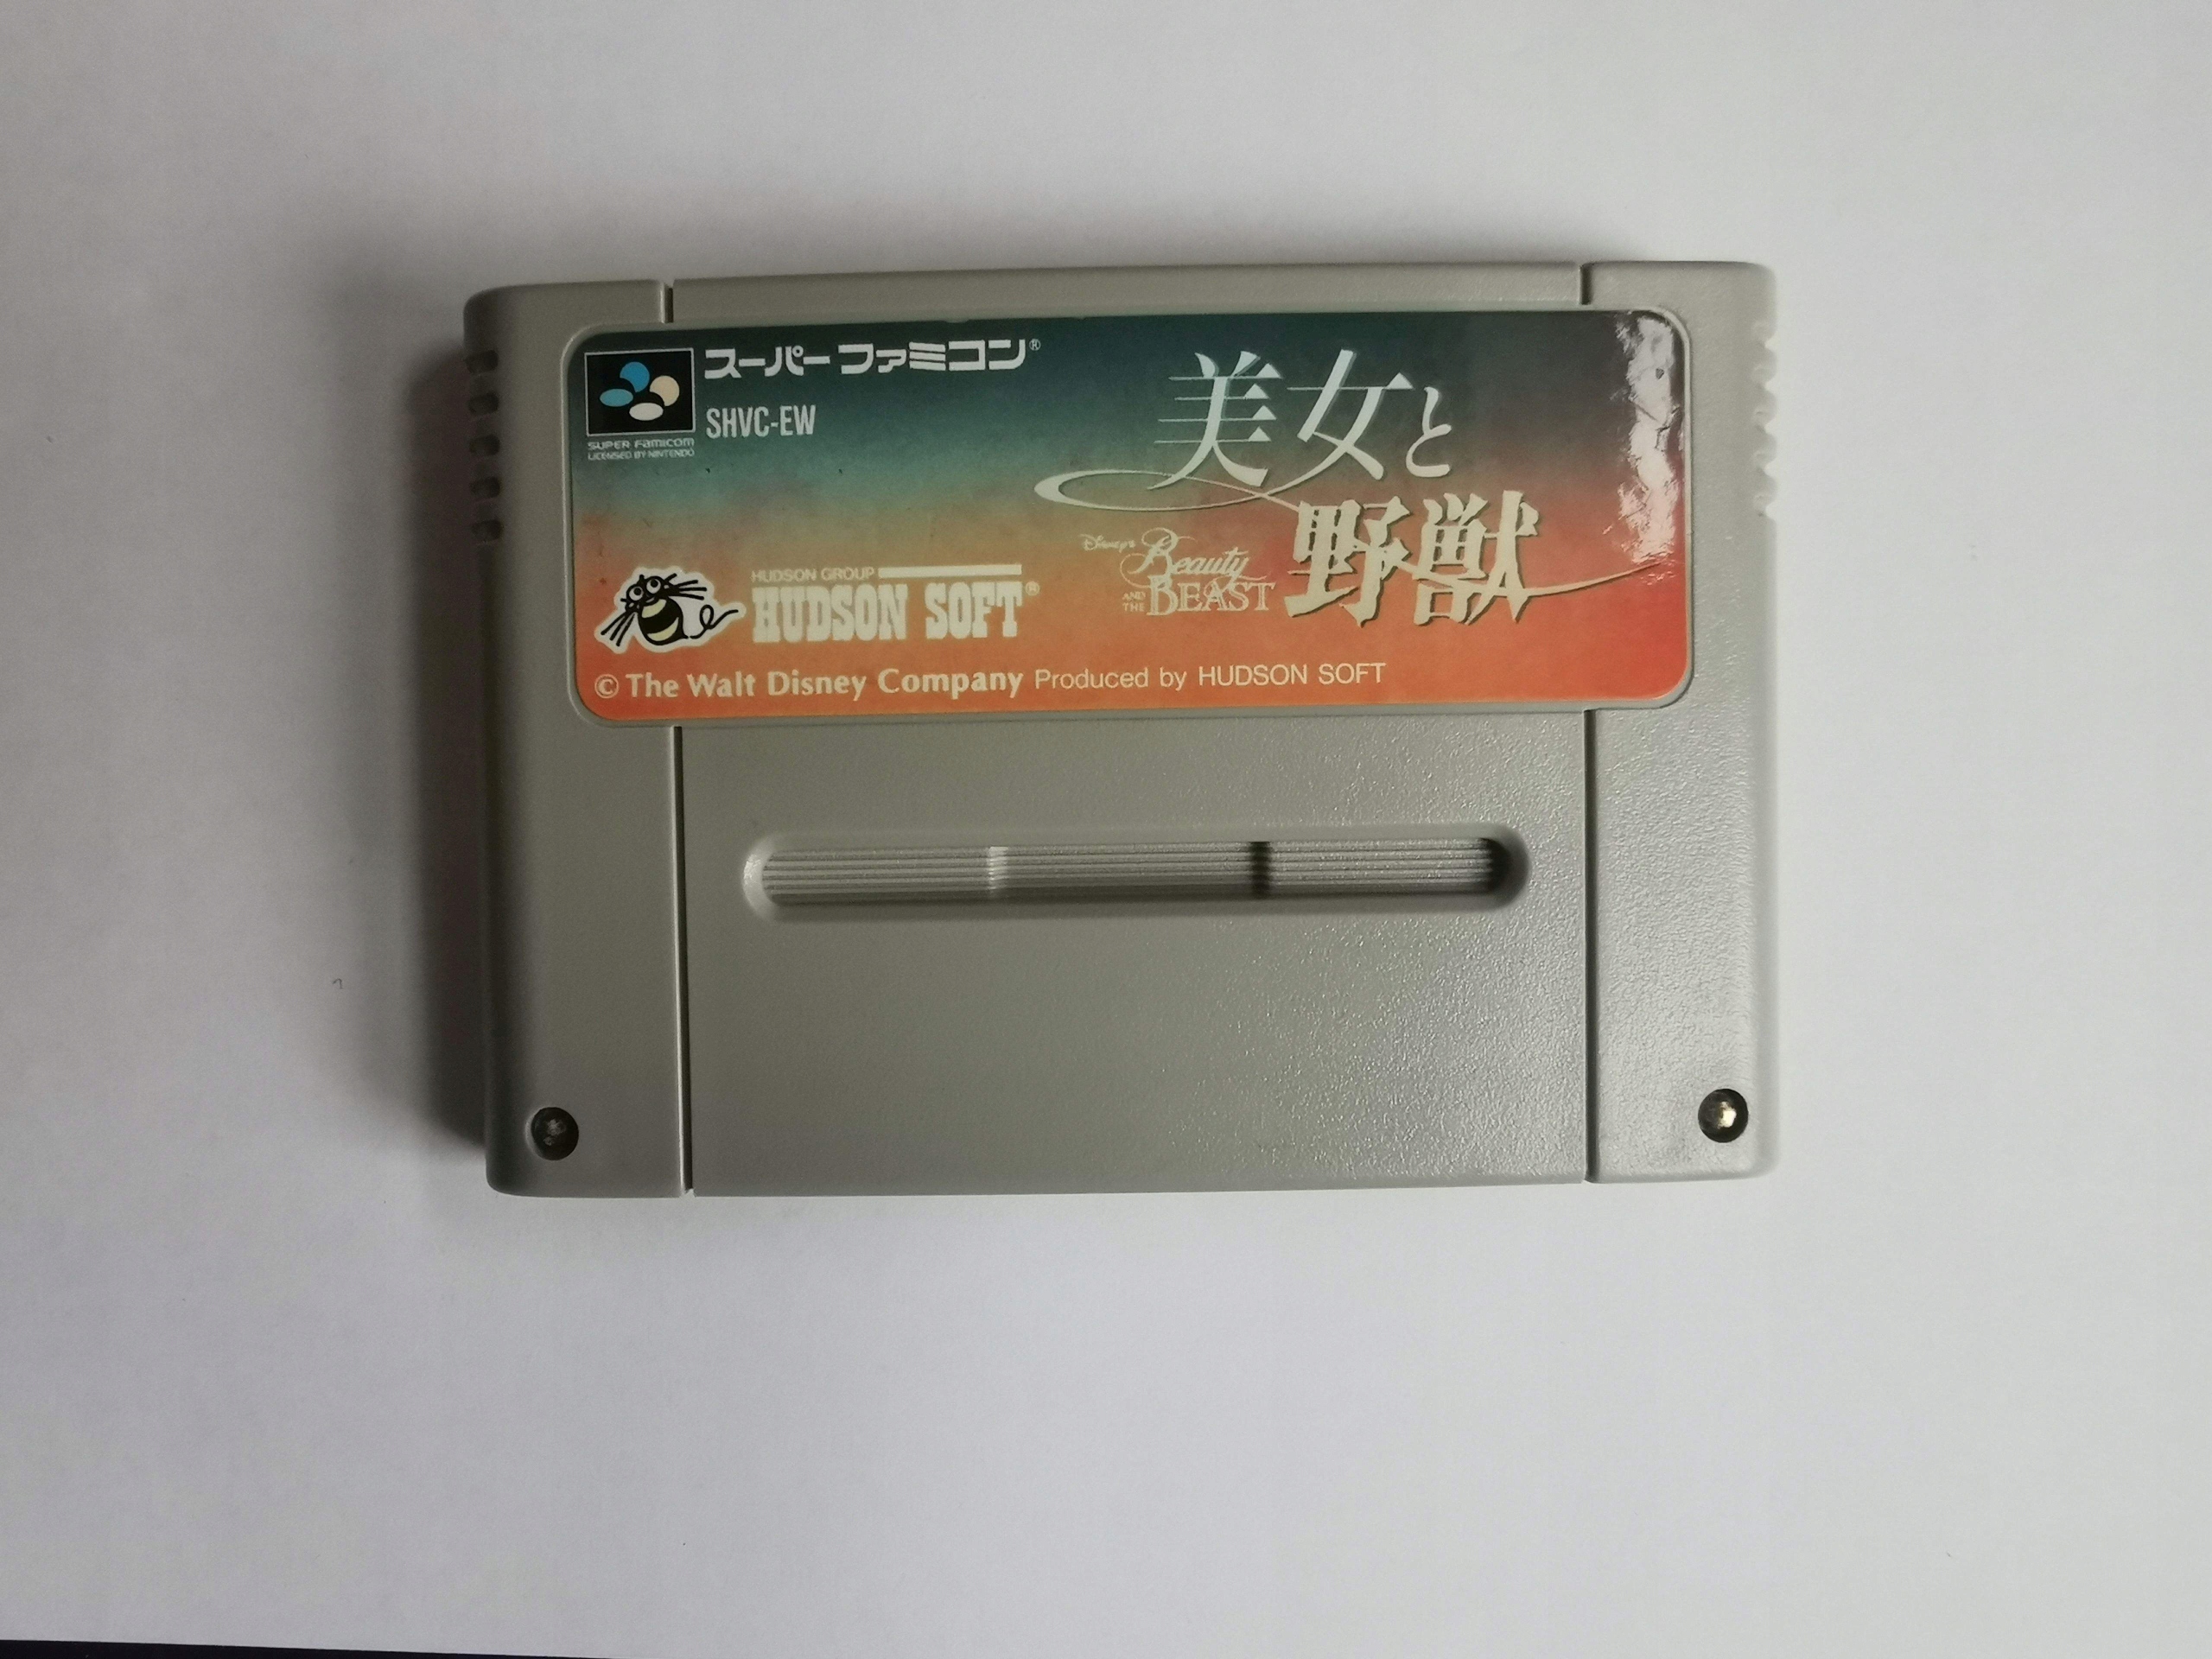 スーパーファミコン®
SHVC-EW
SUPER FAMICOM
LICENSED BY NINTENDO
美女と
野獣
Disney's
Beauty
AND THE BEAST
HUDSON GROUP
HUDSON SOFT®
© The Walt Disney Company Produced by HUDSON SOFT